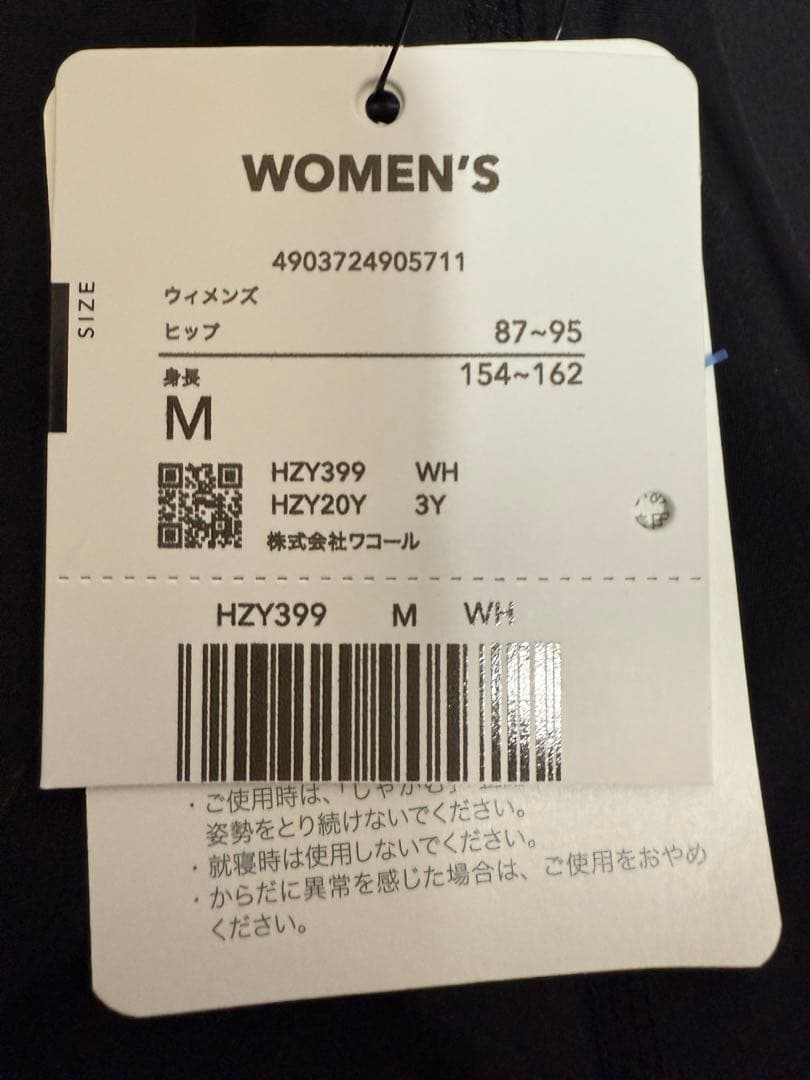 WOMEN'S
4903724905711
SIZE
ウィメンズ
ヒップ 87~95
身長 154~162
M
HZY399 WH
HZY20Y 3Y
株式会社ワコール
HZY399 M WH
・ご使用時は、「しゃがむ」
姿勢をとり続けないでください。
・就寝時は使用しないでください。
・からだに異常を感じた場合は、ご使用をおやめ
ください。